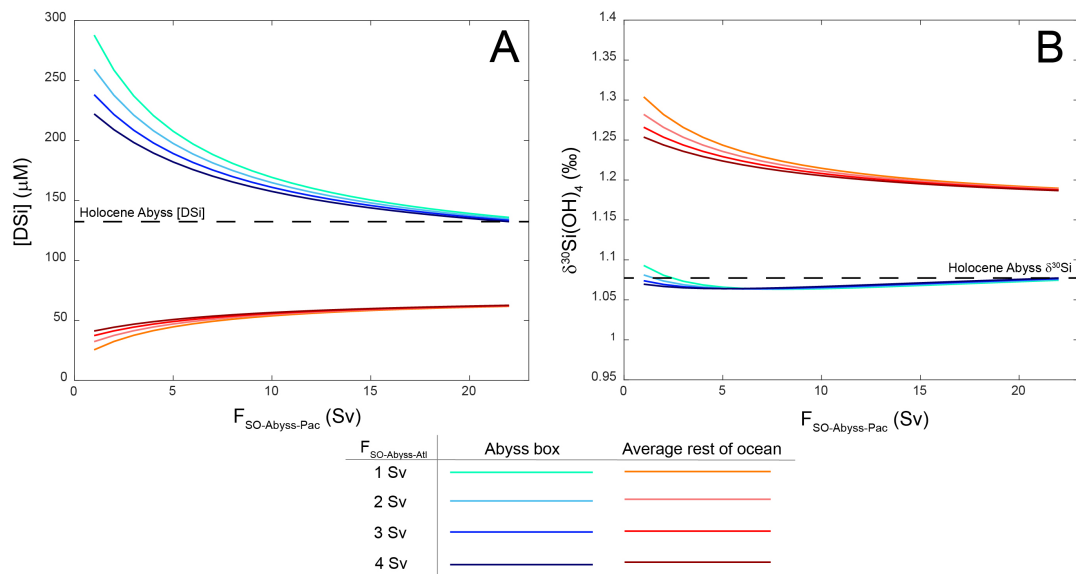 A
300
250
200
150
100
50
0
[DSi] (μM)
Holocene Abyss [DSi]
0 5 10 15 20
F_SO-Abyss-Pac (Sv)
B
1.4
1.35
1.3
1.25
1.2
1.15
1.1
1.05
1
0.95
δ³⁰Si(OH)₄ (‰)
Holocene Abyss δ³⁰Si
0 5 10 15 20
F_SO-Abyss-Pac (Sv)
F_SO-Abyss-Atl Abyss box Average rest of ocean
1 Sv
2 Sv
3 Sv
4 Sv